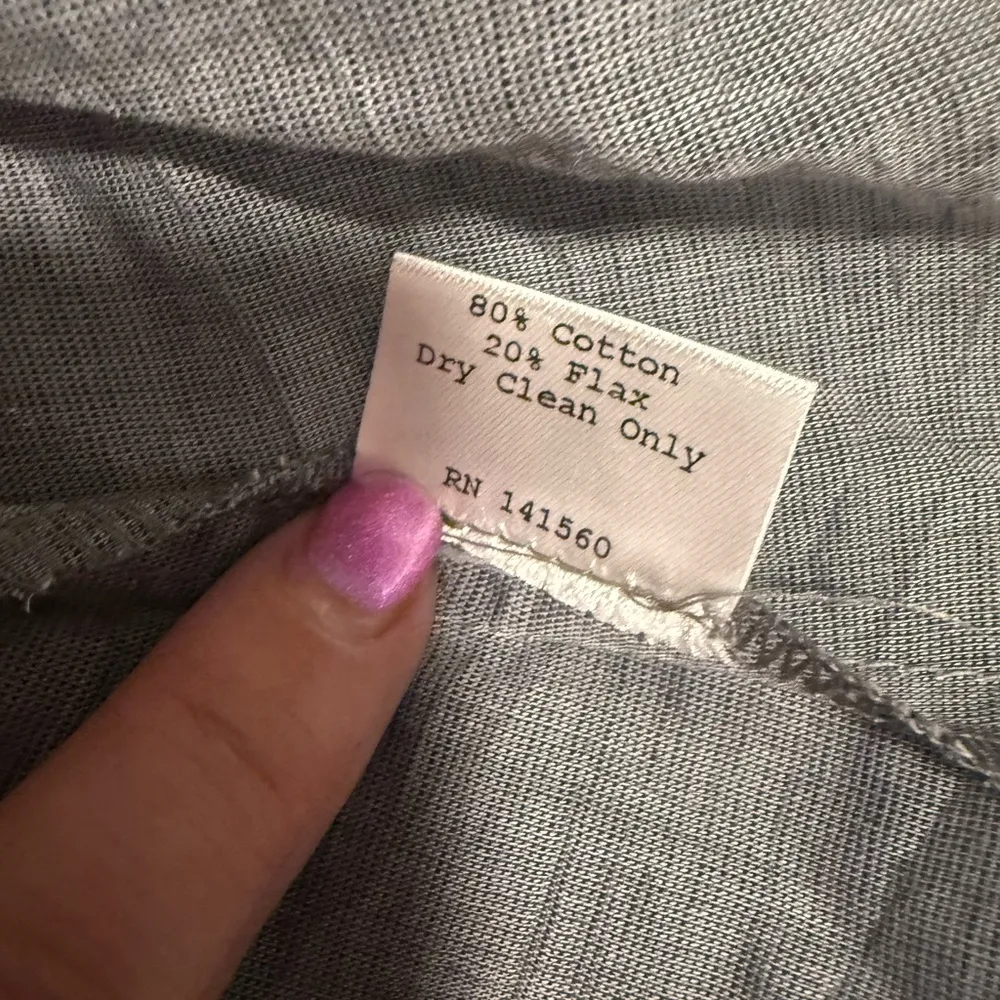 80% Cotton
20% Flax
Dry Clean Only
RN 141560